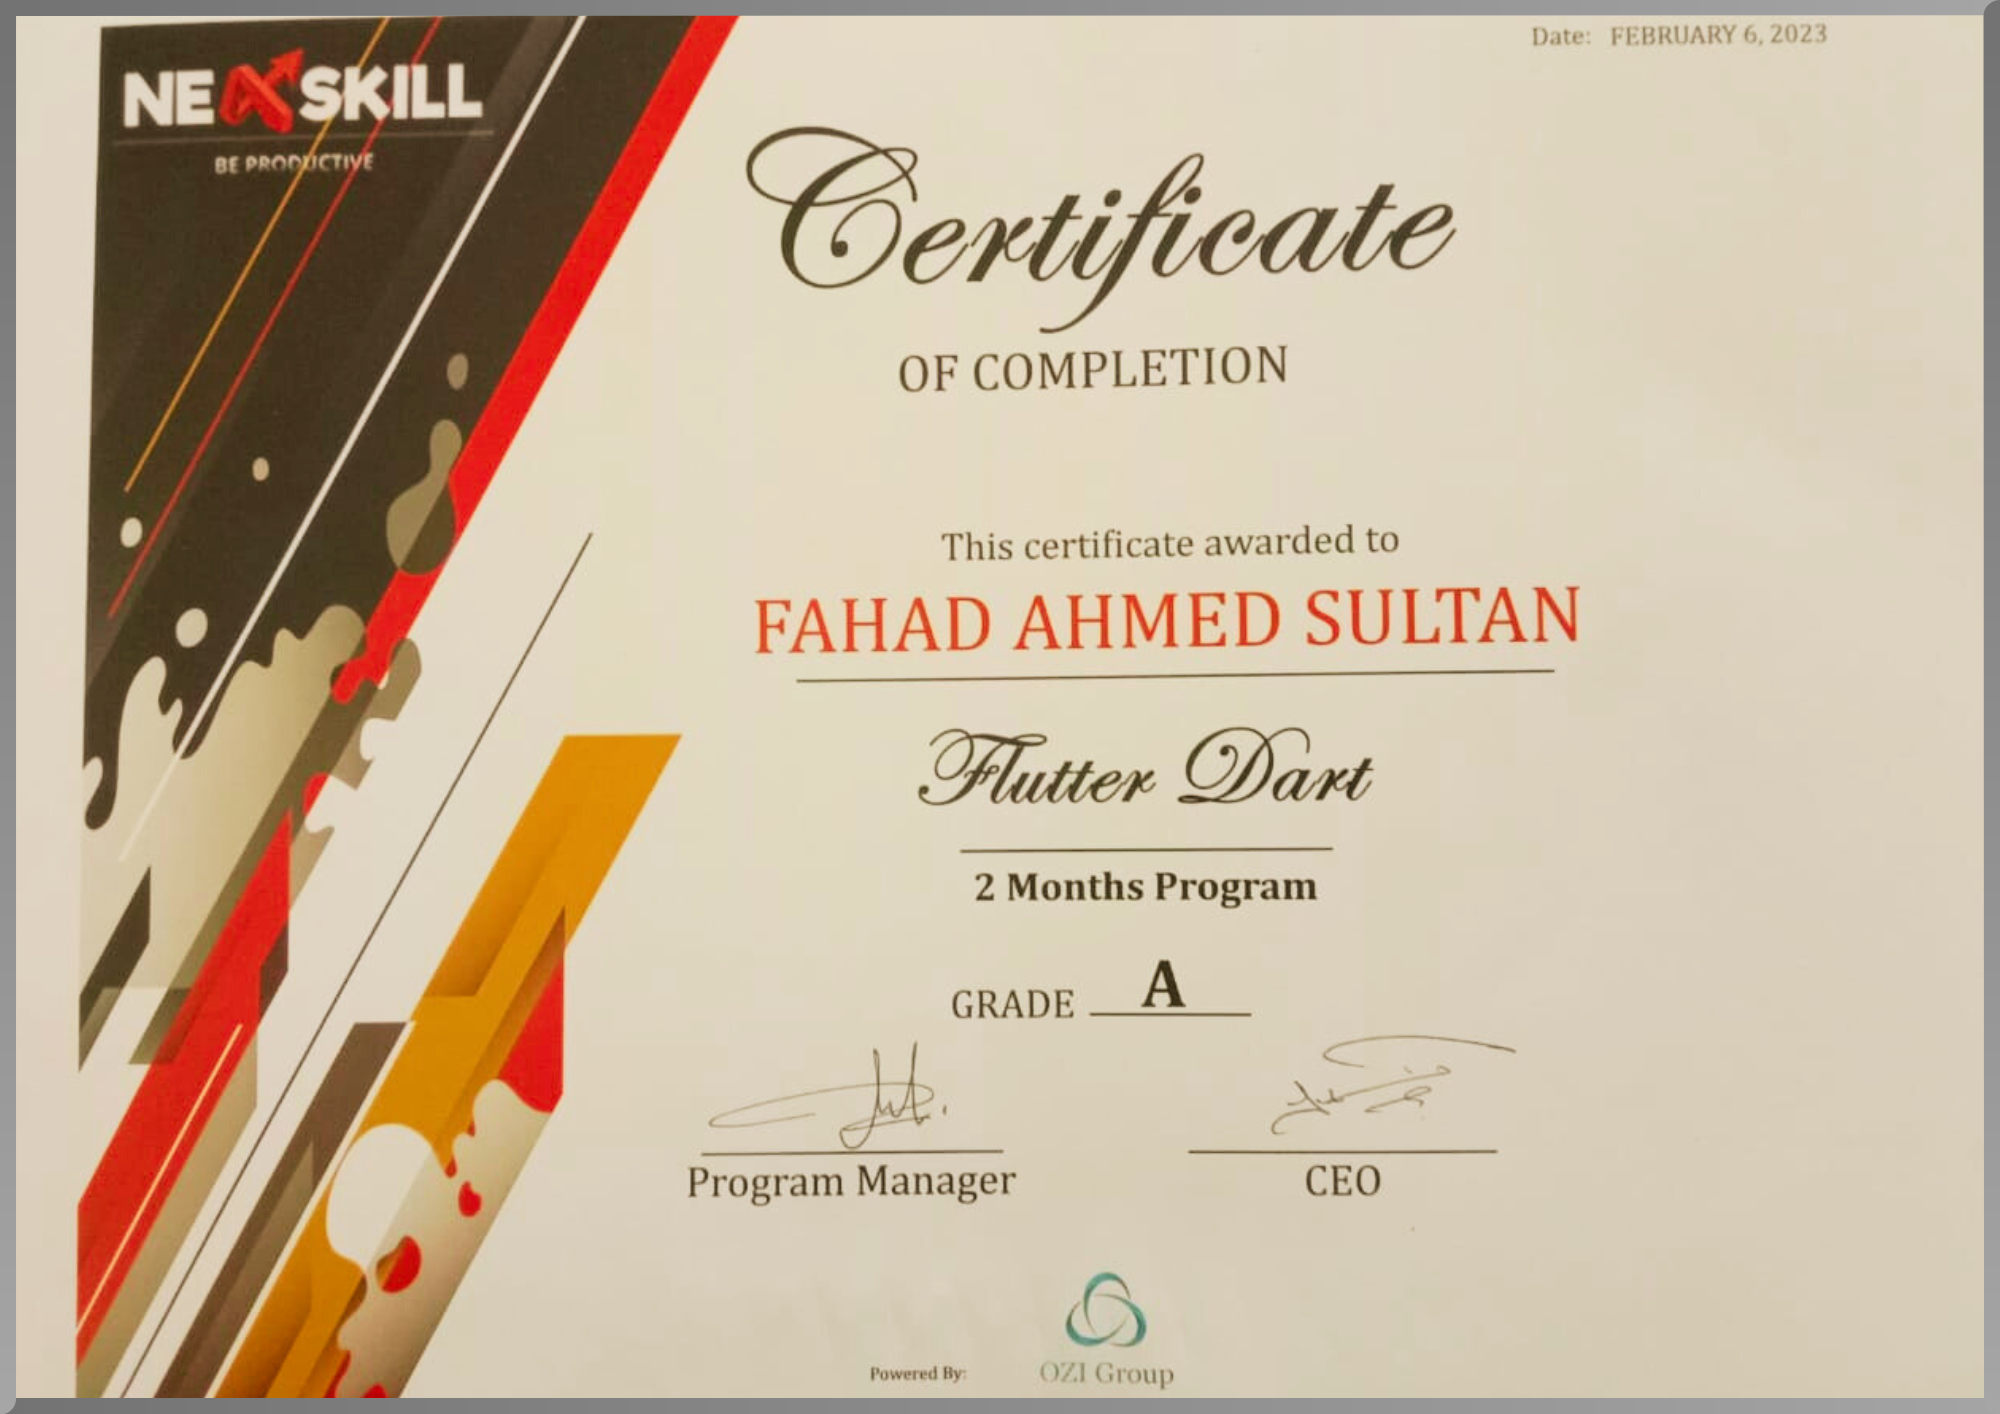 Date: FEBRUARY 6, 2023
NEXSKILL
BE PRODUCTIVE
Certificate
OF COMPLETION
This certificate awarded to
FAHAD AHMED SULTAN
Flutter Dart
2 Months Program
GRADE A
Program Manager CEO
Powered By: OZI Group